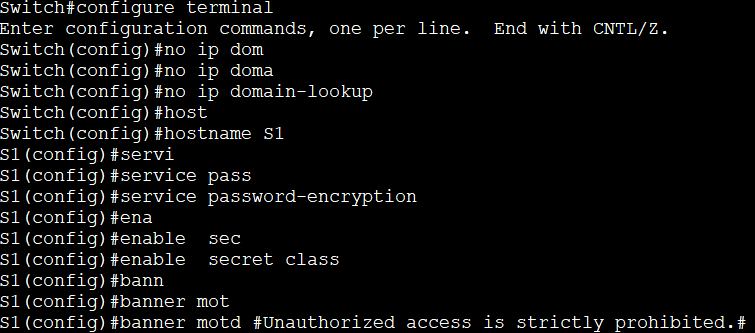 Switch#configure terminal
Enter configuration commands, one per line.  End with CNTL/Z.
Switch(config)#no ip dom
Switch(config)#no ip doma
Switch(config)#no ip domain-lookup
Switch(config)#host
Switch(config)#hostname S1
S1(config)#servi
S1(config)#service pass
S1(config)#service password-encryption
S1(config)#ena
S1(config)#enable  sec
S1(config)#enable  secret class
S1(config)#bann
S1(config)#banner mot
S1(config)#banner motd #Unauthorized access is strictly prohibited.#